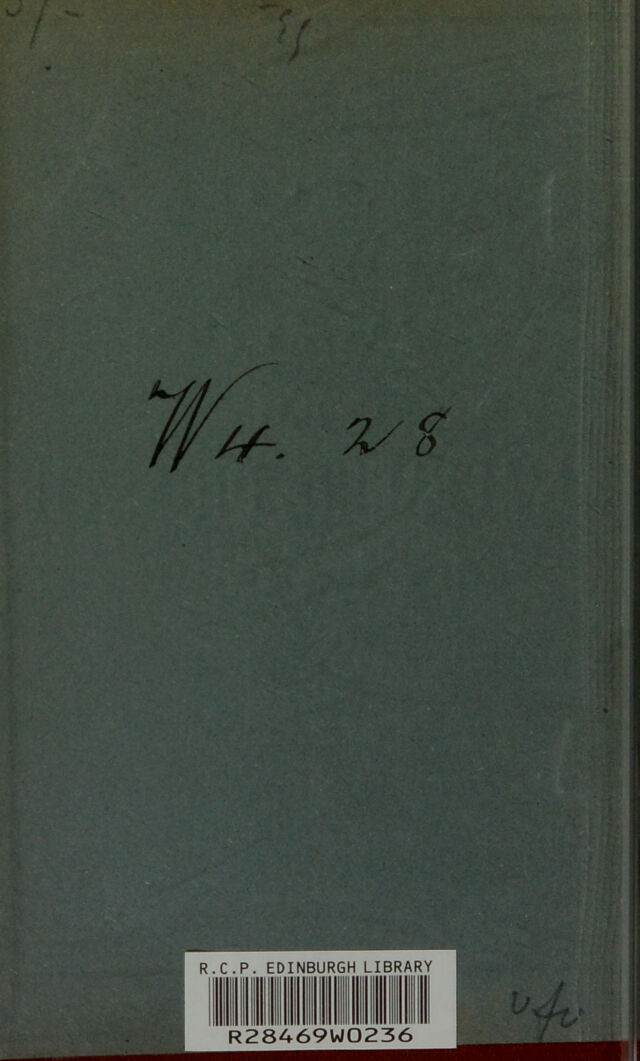 W4. 28
R.C.P. EDINBURGH LIBRARY
R28469W0236